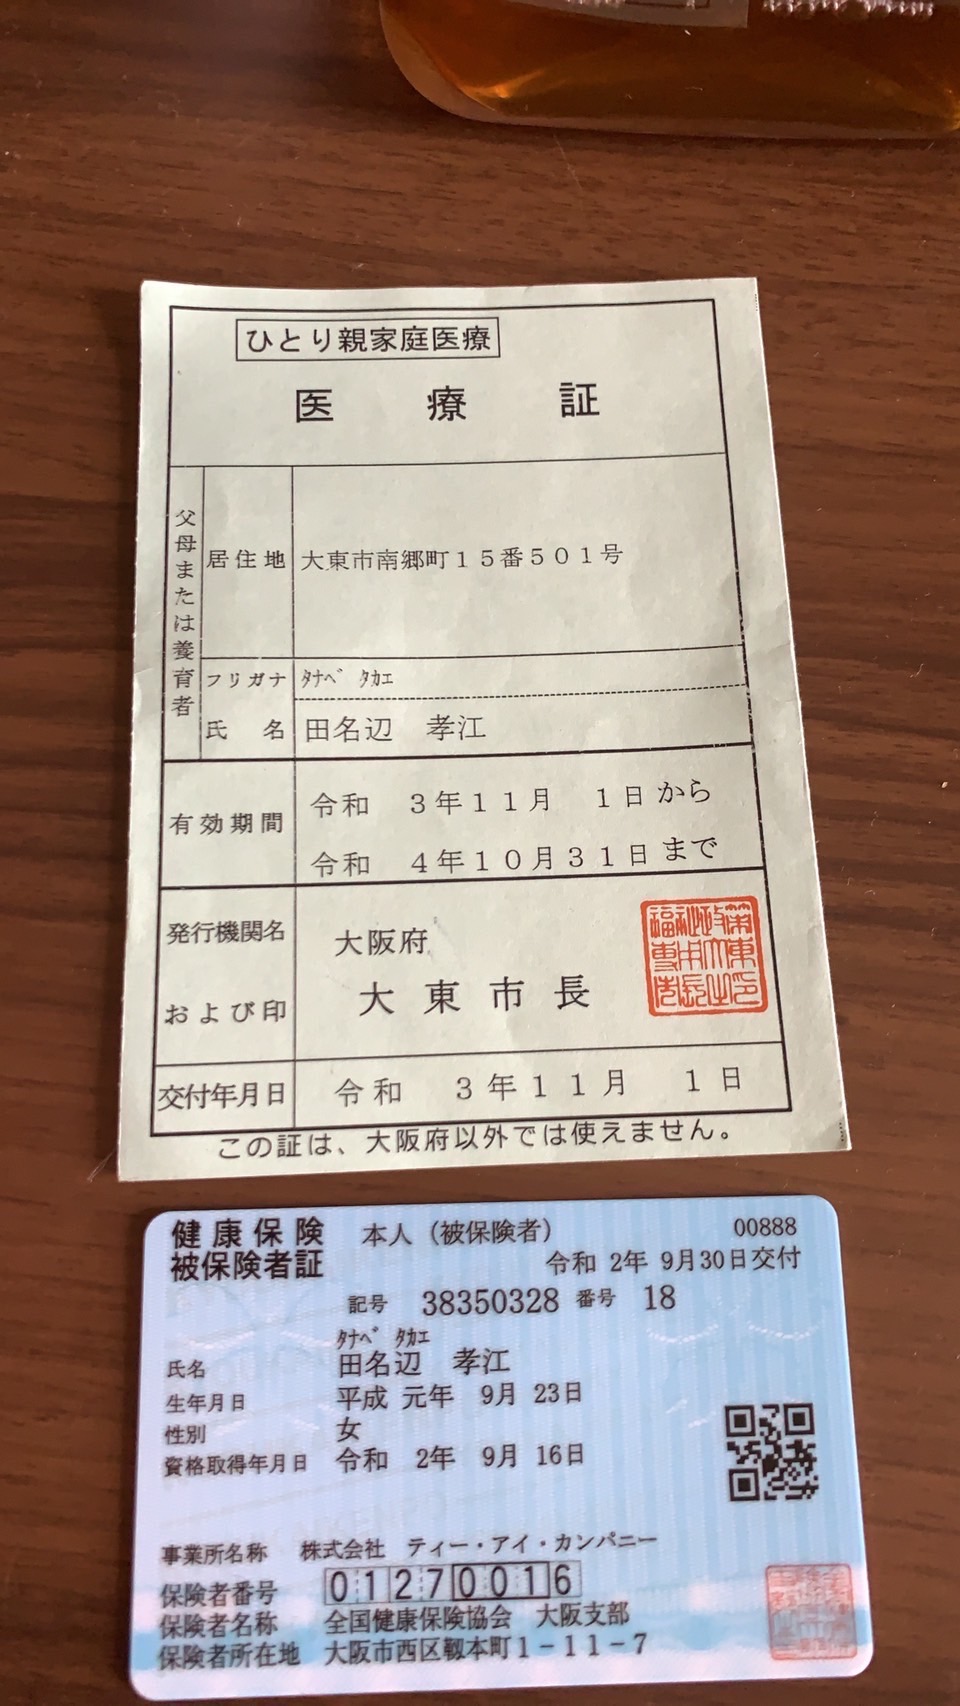 ひとり親家庭医療
医療証
父母または養育者
居住地 大東市南郷町15番501号
フリガナ タナベ タカエ
氏名 田名辺 孝江
有効期間 令和 3年11月 1日から
令和 4年10月31日まで
発行機関名 大阪府
および印 大東市長
交付年月日 令和 3年11月 1日
この証は、大阪府以外では使えません。
健康保険 本人(被保険者) 00888
被保険者証 令和 2年 9月30日交付
記号 38350328 番号 18
タナベ タカエ
氏名 田名辺 孝江
生年月日 平成 元年 9月 23日
性別 女
資格取得年月日 令和 2年 9月 16日
事業所名称 株式会社 ティー・アイ・カンパニー
保険者番号 01270016
保険者名称 全国健康保険協会 大阪支部
保険者所在地 大阪市西区靱本町1-11-7